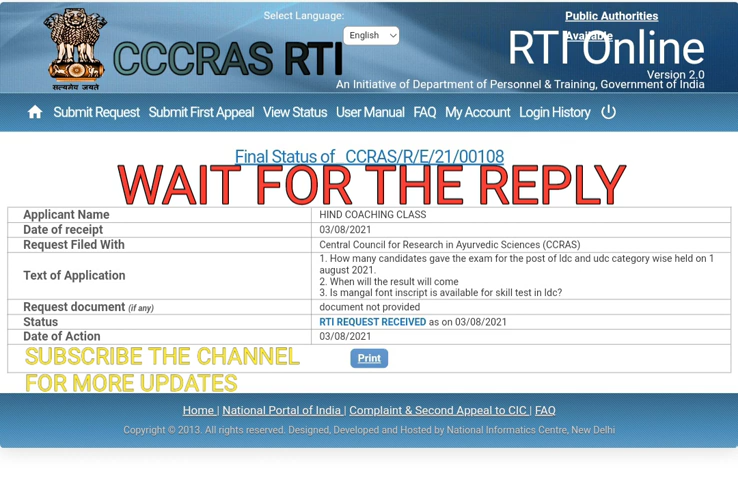 Select Language:
English
Public Authorities
Available
CCCRAS RTI
RTI Online
Version 2.0
An Initiative of Department of Personnel & Training, Government of India
सत्यमेव जयते
Submit Request Submit First Appeal View Status User Manual FAQ My Account Login History
Final Status of CCRAS/R/E/21/00108
WAIT FOR THE REPLY
Applicant Name HIND COACHING CLASS
Date of receipt 03/08/2021
Request Filed With Central Council for Research in Ayurvedic Sciences (CCRAS)
Text of Application 1. How many candidates gave the exam for the post of ldc and udc category wise held on 1
august 2021.
2. When will the result will come
3. Is mangal font inscript is available for skill test in ldc?
Request document (if any) document not provided
Status RTI REQUEST RECEIVED as on 03/08/2021
Date of Action 03/08/2021
SUBSCRIBE THE CHANNEL
FOR MORE UPDATES
Print
Home | National Portal of India | Complaint & Second Appeal to CIC | FAQ
Copyright © 2013. All rights reserved. Designed, Developed and Hosted by National Informatics Centre, New Delhi